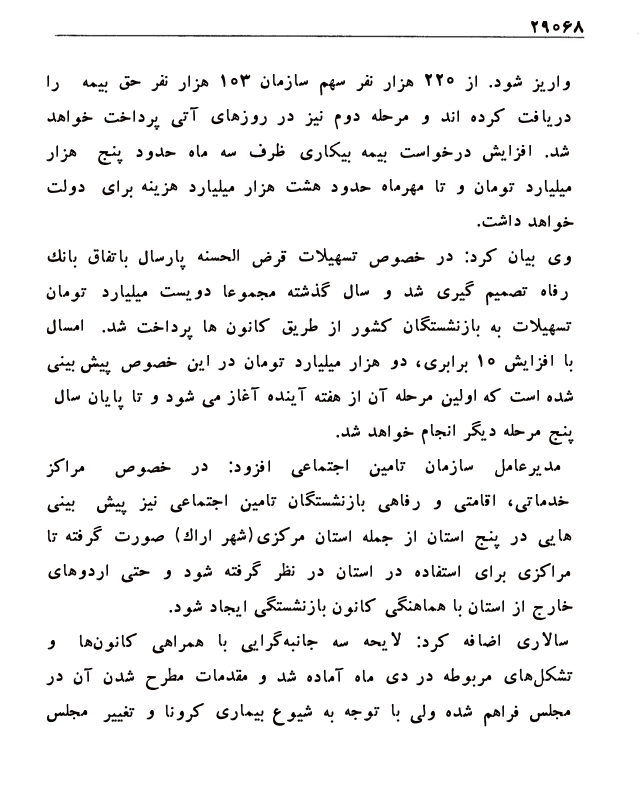 ۲۹۰۶۸
واریز شود. از ۲۲۰ هزار نفر سهم سازمان ۱۰۳ هزار نفر حق بیمه را
دریافت کرده اند و مرحله دوم نیز در روزهای آتی پرداخت خواهد
شد. افزایش درخواست بیمه بیکاری ظرف سه ماه حدود پنج هزار
میلیارد تومان و تا مهرماه حدود هشت هزار میلیارد هزینه برای دولت
خواهد داشت.
وی بیان کرد: در خصوص تسهیلات قرض الحسنه پارسال باتفاق بانك
رفاه تصمیم گیری شد و سال گذشته مجموعا دویست میلیارد تومان
تسهیلات به بازنشستگان کشور از طریق کانون ها پرداخت شد. امسال
با افزایش ۱۰ برابری، دو هزار میلیارد تومان در این خصوص پیش بینی
شده است که اولین مرحله آن از هفته آینده آغاز می شود و تا پایان سال
پنج مرحله دیگر انجام خواهد شد.
مدیرعامل سازمان تامین اجتماعی افزود: در خصوص مراکز
خدماتی، اقامتی و رفاهی بازنشستگان تامین اجتماعی نیز پیش بینی
هایی در پنج استان از جمله استان مرکزی(شهر اراك) صورت گرفته تا
مراکزی برای استفاده در استان در نظر گرفته شود و حتی اردوهای
خارج از استان با هماهنگی کانون بازنشستگی ایجاد شود.
سالاری اضافه کرد: لایحه سه جانبه‌گرایی با همراهی کانون‌ها و
تشکل‌های مربوطه در دی ماه آماده شد و مقدمات مطرح شدن آن در
مجلس فراهم شده ولی با توجه به شیوع بیماری کرونا و تغییر مجلس